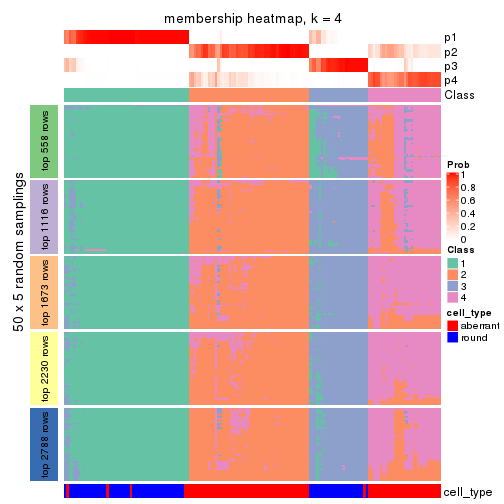 membership heatmap, k = 4
p1
p2
p3
p4
Class
50 x 5 random samplings
top 558 rows
top 1116 rows
top 1673 rows
top 2230 rows
top 2788 rows
cell_type
Prob
1
0.8
0.6
0.4
0.2
0
Class
1
2
3
4
cell_type
aberrant
round